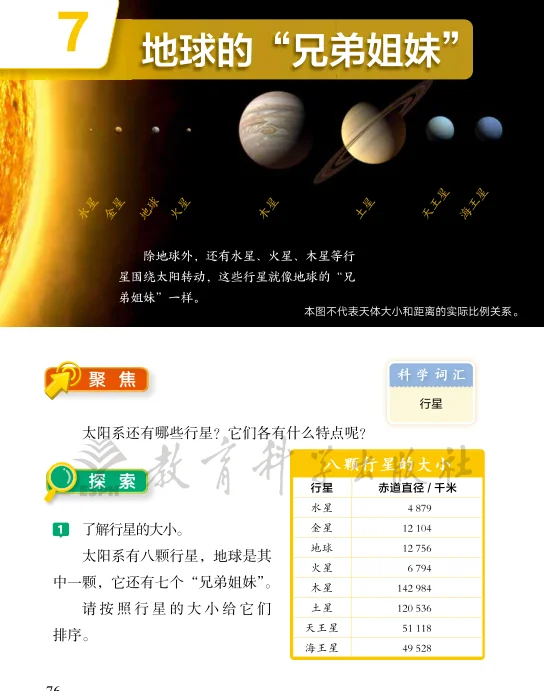 7
地球的“兄弟姐妹”
水星
金星
地球
火星
木星
土星
天王星
海王星
除地球外，还有水星、火星、木星等行
星围绕太阳转动，这些行星就像地球的“兄
弟姐妹”一样。
本图不代表天体大小和距离的实际比例关系。
聚焦
科学词汇
行星
太阳系还有哪些行星？它们各有什么特点呢？
教育科学出版社
探索
1 了解行星的大小。
太阳系有八颗行星，地球是其
中一颗，它还有七个“兄弟姐妹”。
请按照行星的大小给它们
排序。
八颗行星的大小
行星 赤道直径/千米
水星 4 879
金星 12 104
地球 12 756
火星 6 794
木星 142 984
土星 120 536
天王星 51 118
海王星 49 528
76